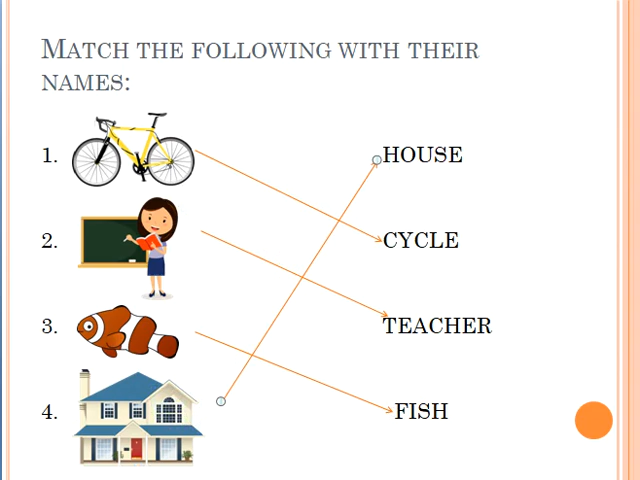 MATCH THE FOLLOWING WITH THEIR
NAMES:
1.
HOUSE
2.
CYCLE
3.
TEACHER
4.
FISH